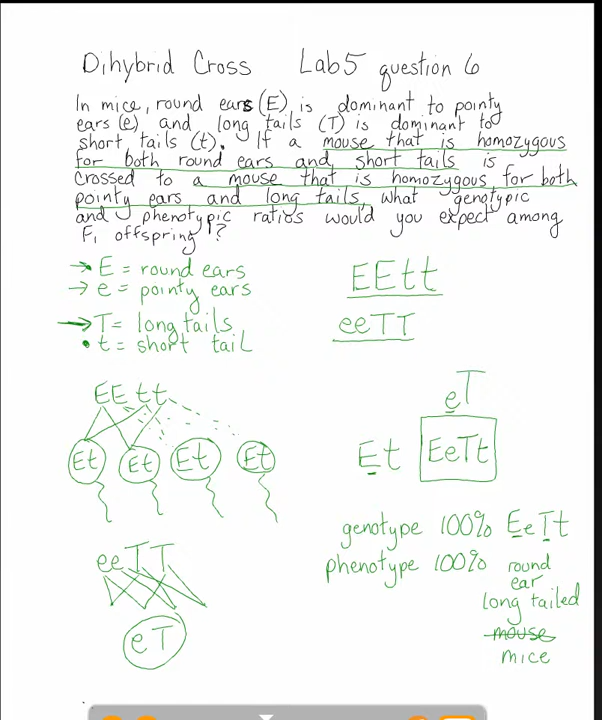 Dihybrid Cross Lab5 question 6
In mice, round ears (E) is dominant to pointy
ears (e) and long tails (T) is dominant to
short tails (t). If a mouse that is homozygous
for both round ears and short tails is
crossed to a mouse that is homozygous for both
pointy ears and long tails, what genotypic
and phenotypic ratios would you expect among
F1 offspring?
→ E = round ears
→ e = pointy ears
→ T = long tails
• t = short tail
EEtt
eeTT
EE tt
Et Et Et Et
eeTT
eT
eT
Et EeTt
genotype 100% EeTt
phenotype 100% round
ear
long tailed
mouse
mice